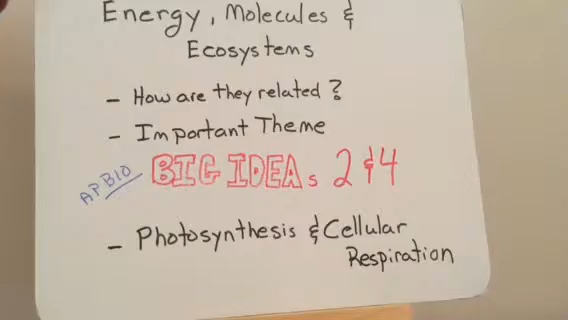 Energy, Molecules &
Ecosystems
- How are they related?
- Important Theme
AP BIO BIG IDEAs 2 & 4
- Photosynthesis & Cellular
Respiration